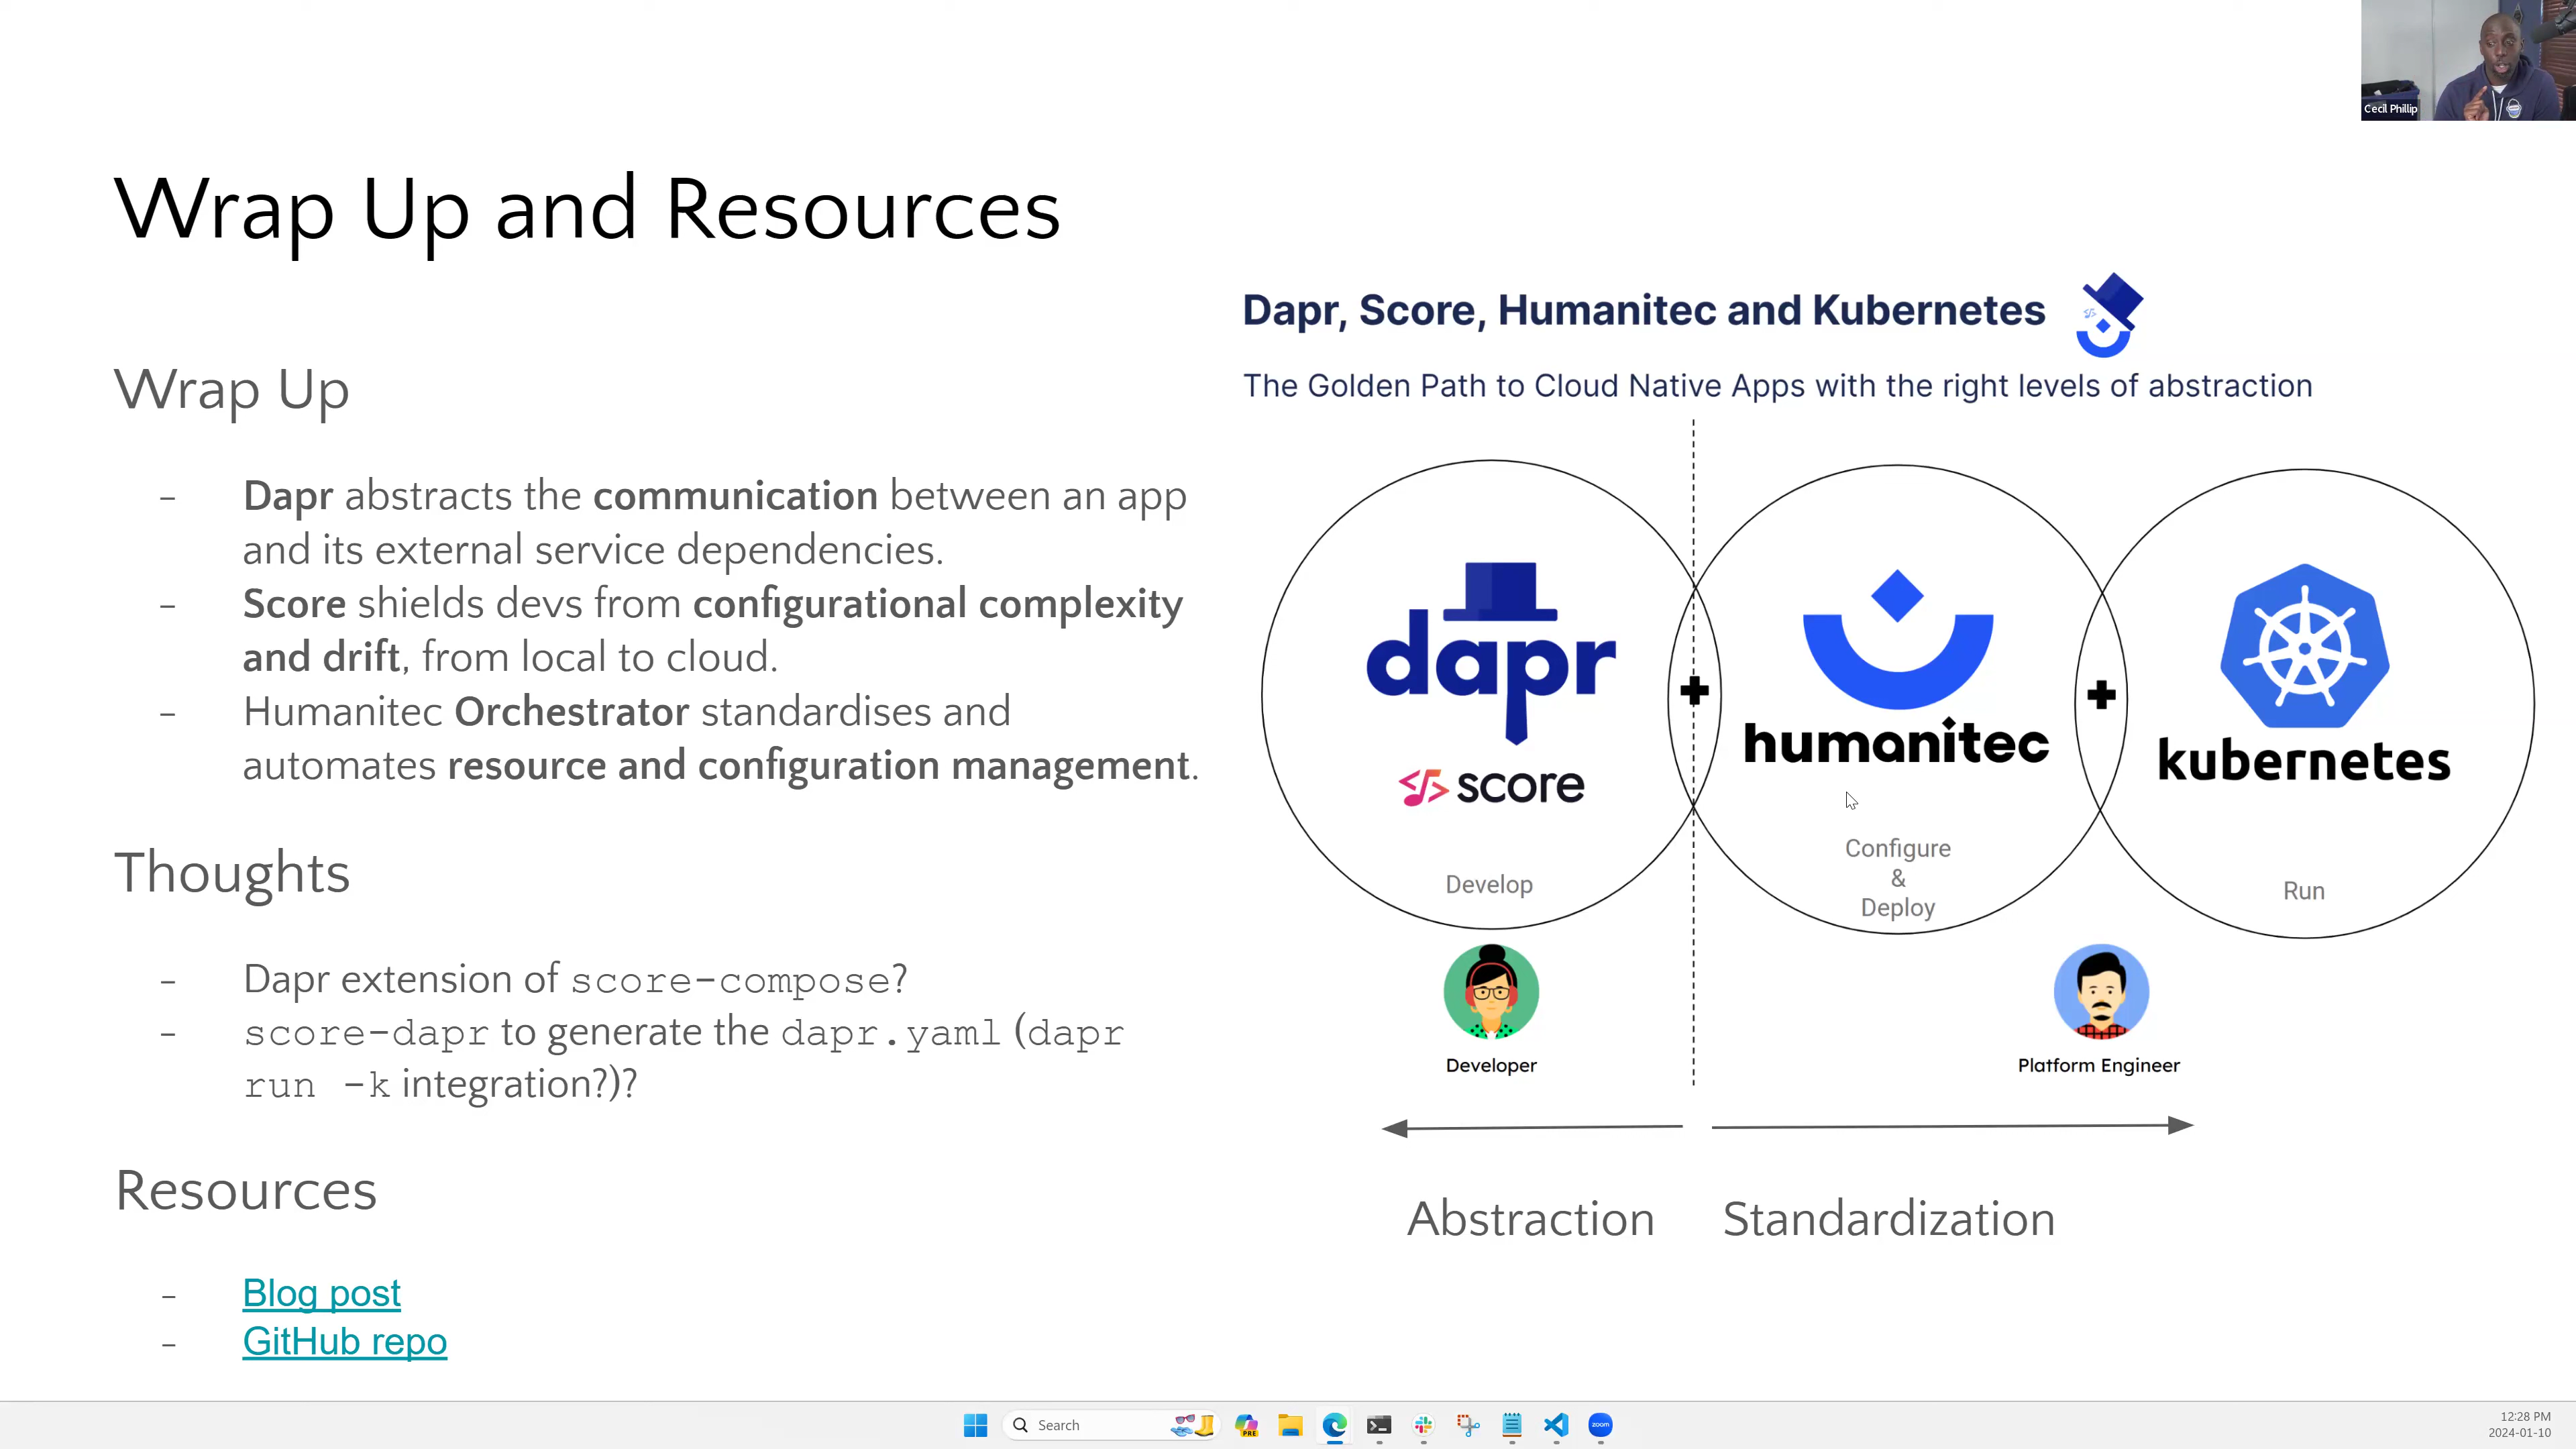 Cecil Phillip
Wrap Up and Resources
Wrap Up
- Dapr abstracts the communication between an app
and its external service dependencies.
- Score shields devs from configurational complexity
and drift, from local to cloud.
- Humanitec Orchestrator standardises and
automates resource and configuration management.
Thoughts
- Dapr extension of score-compose?
- score-dapr to generate the dapr.yaml (dapr
run -k integration?)?
Resources
- Blog post
- GitHub repo
Dapr, Score, Humanitec and Kubernetes
The Golden Path to Cloud Native Apps with the right levels of abstraction
dapr
score
Develop
+
humanitec
Configure
&
Deploy
+
kubernetes
Run
Developer
Platform Engineer
Abstraction
Standardization
Search
PRE
zoom
12:28 PM
2024-01-10